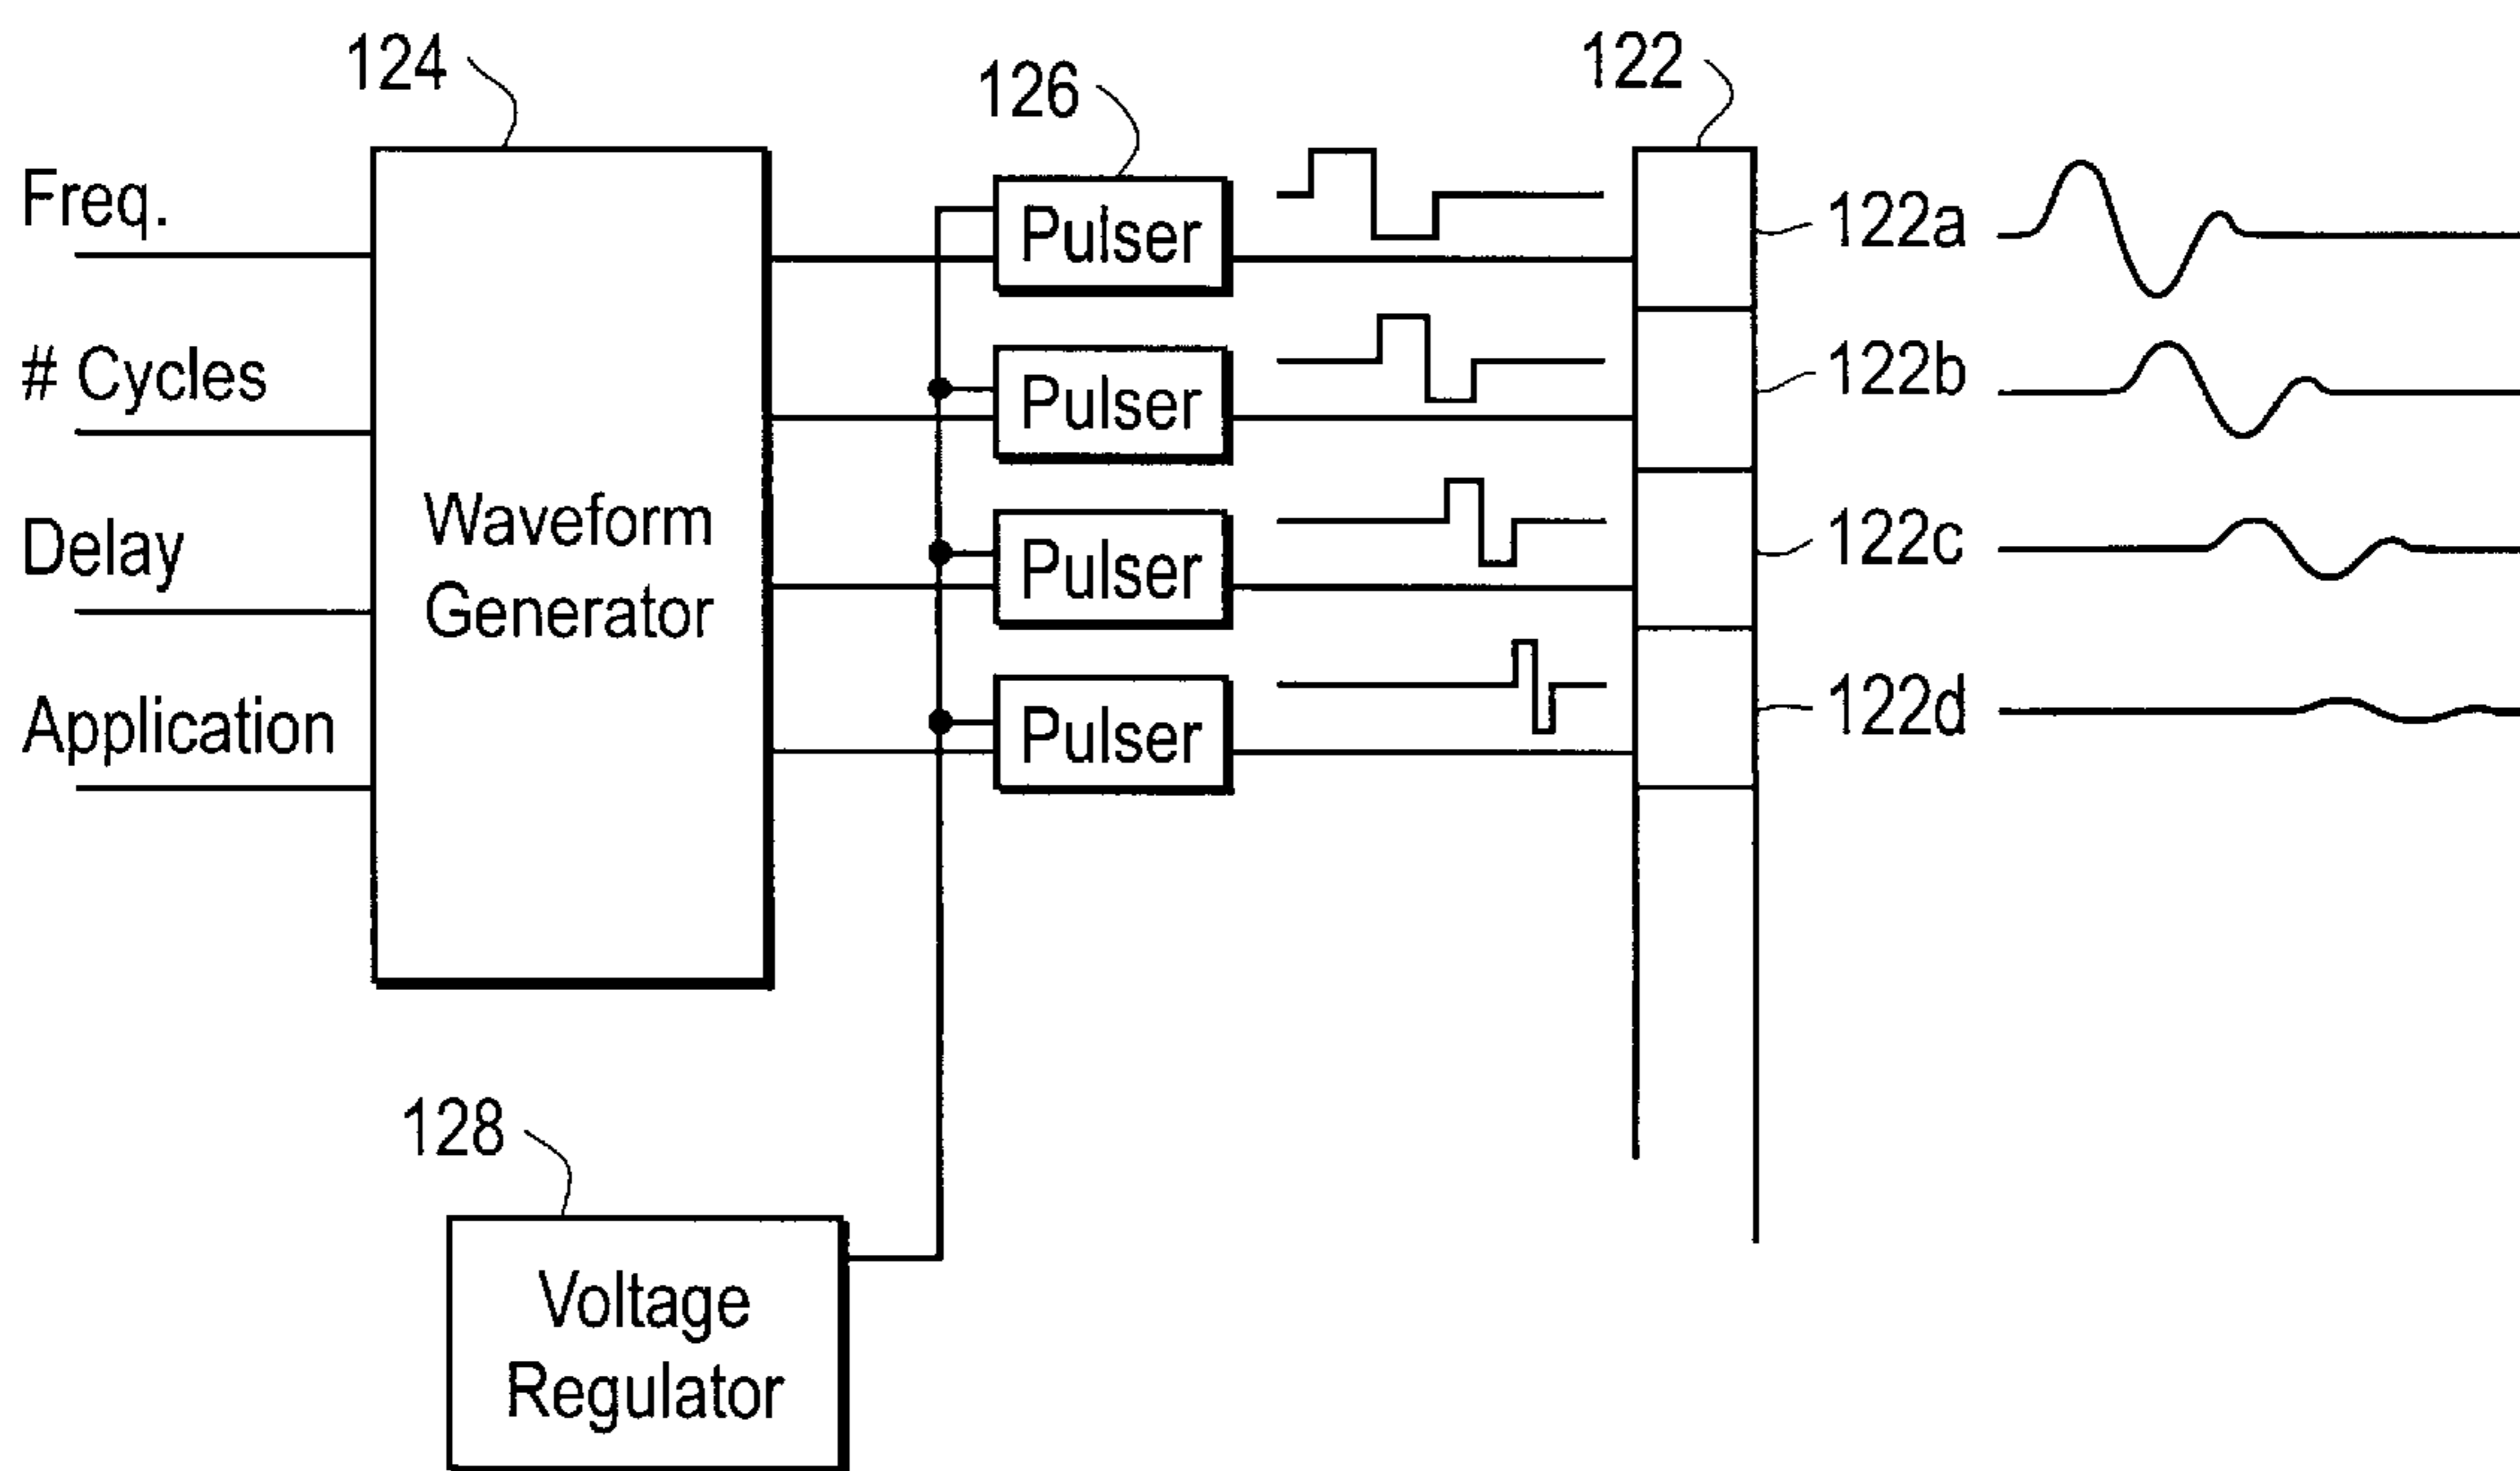 124
126
122
Freq.
# Cycles
Delay
Application
Waveform
Generator
Pulser
Pulser
Pulser
Pulser
122a
122b
122c
122d
128
Voltage
Regulator